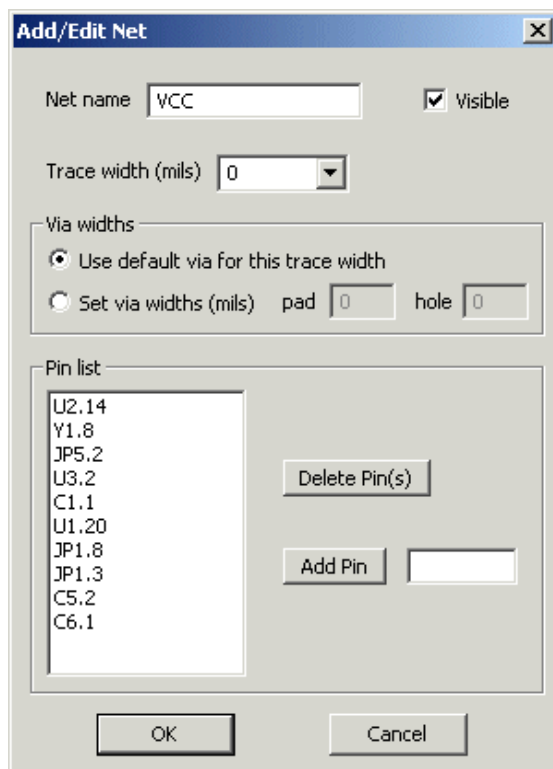 Add/Edit Net
Net name VCC Visible
Trace width (mils) 0
Via widths
Use default via for this trace width
Set via widths (mils) pad 0 hole 0
Pin list
U2.14
Y1.8
JP5.2
U3.2
C1.1
U1.20
JP1.8
JP1.3
C5.2
C6.1
Delete Pin(s)
Add Pin
OK Cancel